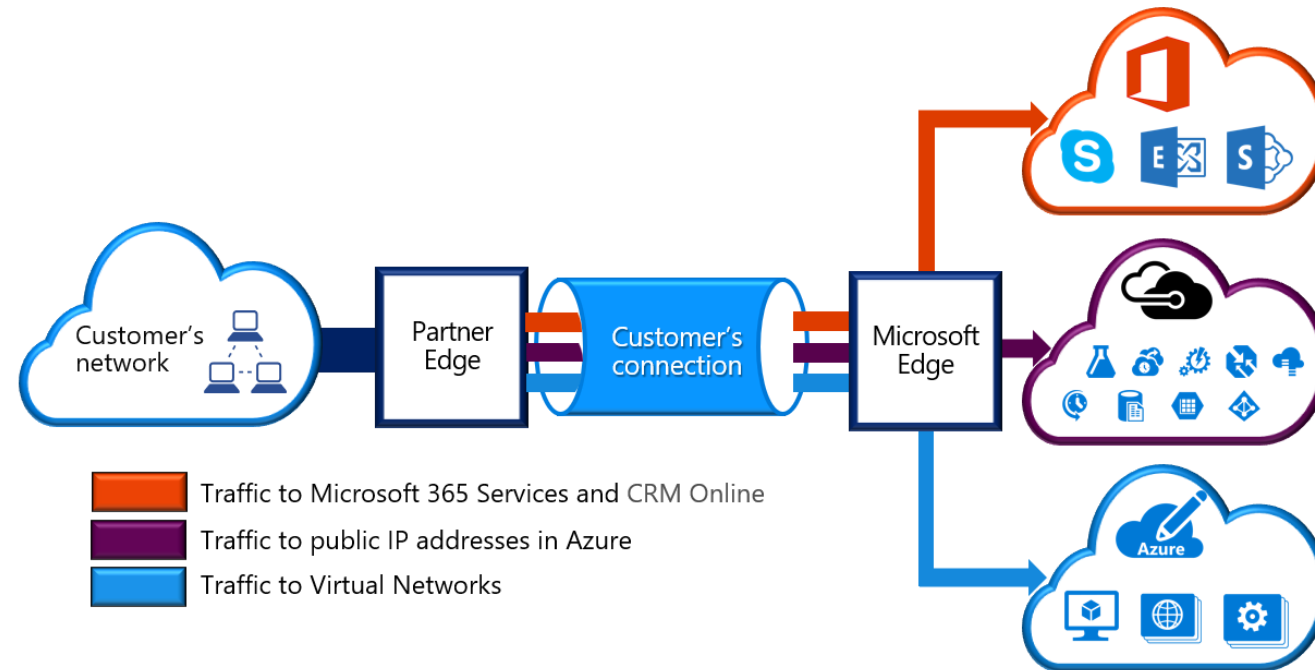 Customer's
network
Partner
Edge
Customer's
connection
Microsoft
Edge
S
E
S
Azure
Traffic to Microsoft 365 Services and CRM Online
Traffic to public IP addresses in Azure
Traffic to Virtual Networks